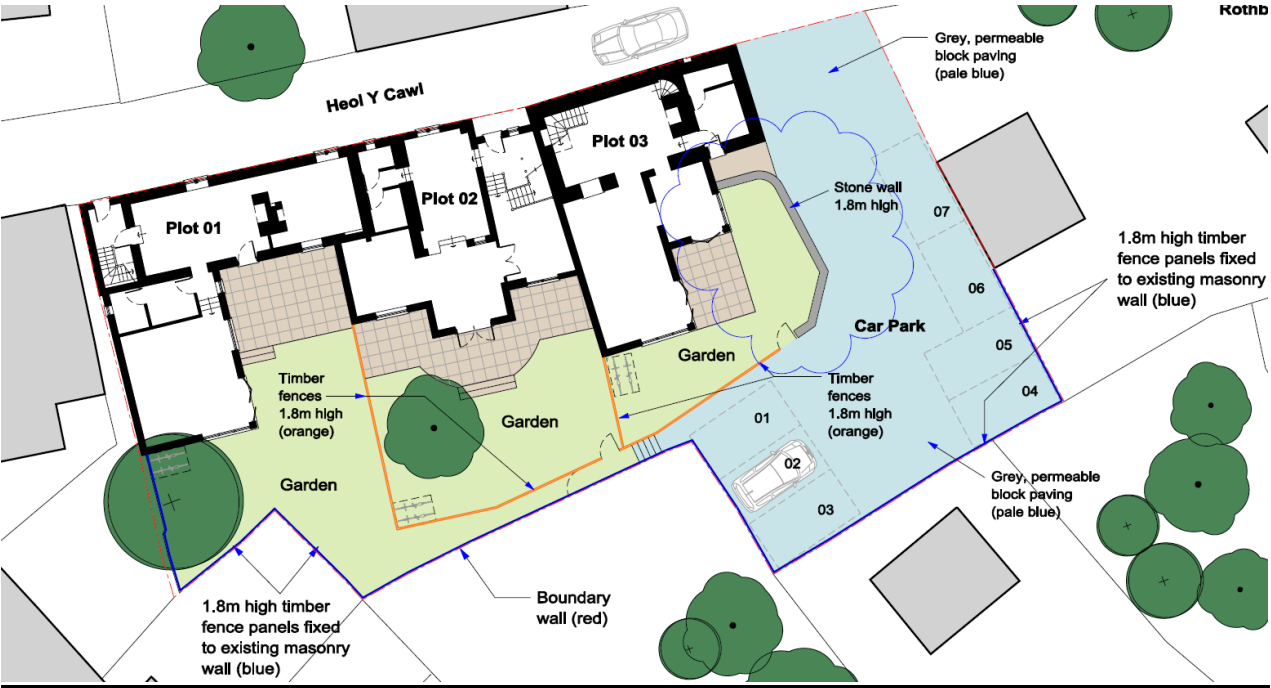 Rothb
Grey, permeable
block paving
(pale blue)
Heol Y Cawl
Plot 03
Stone wall
1.8m high
Plot 02
Plot 01
07
1.8m high timber
fence panels fixed
to existing masonry
wall (blue)
06
Car Park
05
Garden
04
Timber
fences
1.8m high
(orange)
Timber
fences
1.8m high
(orange)
01
Garden
02
Garden
03
Grey, permeable
block paving
(pale blue)
1.8m high timber
fence panels fixed
to existing masonry
wall (blue)
Boundary
wall (red)